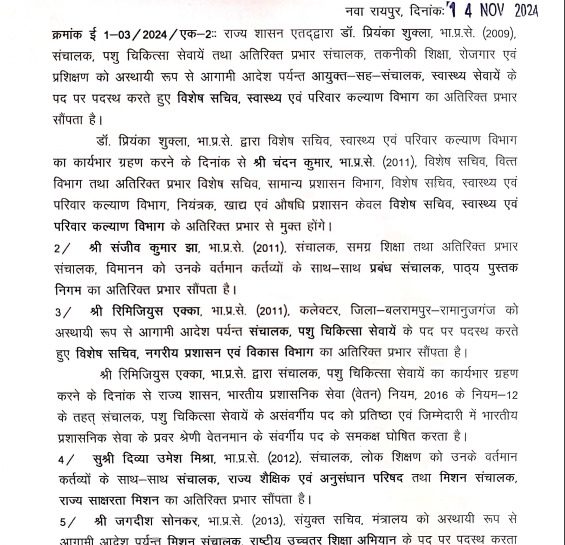 नवा रायपुर, दिनांक: 14 NOV 2024
क्रमांक ई 1-03/2024/एक-2:: राज्य शासन एतद्द्वारा डॉ. प्रियंका शुक्ला, भा.प्र.से. (2009),
संचालक, पशु चिकित्सा सेवायें तथा अतिरिक्त प्रभार संचालक, तकनीकी शिक्षा, रोजगार एवं
प्रशिक्षण को अस्थायी रूप से आगामी आदेश पर्यन्त आयुक्त-सह-संचालक, स्वास्थ्य सेवायें के
पद पर पदस्थ करते हुए विशेष सचिव, स्वास्थ्य एवं परिवार कल्याण विभाग का अतिरिक्त प्रभार
सौंपता है।
डॉ. प्रियंका शुक्ला, भा.प्र.से. द्वारा विशेष सचिव, स्वास्थ्य एवं परिवार कल्याण विभाग
का कार्यभार ग्रहण करने के दिनांक से श्री चंदन कुमार, भा.प्र.से. (2011), विशेष सचिव, वित्त
विभाग तथा अतिरिक्त प्रभार विशेष सचिव, सामान्य प्रशासन विभाग, विशेष सचिव, स्वास्थ्य एवं
परिवार कल्याण विभाग, नियंत्रक, खाद्य एवं औषधि प्रशासन केवल विशेष सचिव, स्वास्थ्य एवं
परिवार कल्याण विभाग के अतिरिक्त प्रभार से मुक्त होंगे।
2/ श्री संजीव कुमार झा, भा.प्र.से. (2011), संचालक, समग्र शिक्षा तथा अतिरिक्त प्रभार
संचालक, विमानन को उनके वर्तमान कर्तव्यों के साथ-साथ प्रबंध संचालक, पाठ्य पुस्तक
निगम का अतिरिक्त प्रभार सौंपता है।
3/ श्री रिमिजियुस एक्का, भा.प्र.से. (2011), कलेक्टर, जिला-बलरामपुर-रामानुजगंज को
अस्थायी रूप से आगामी आदेश पर्यन्त संचालक, पशु चिकित्सा सेवायें के पद पर पदस्थ करते
हुए विशेष सचिव, नगरीय प्रशासन एवं विकास विभाग का अतिरिक्त प्रभार सौंपता है।
श्री रिमिजियुस एक्का, भा.प्र.से. द्वारा संचालक, पशु चिकित्सा सेवायें का कार्यभार ग्रहण
करने के दिनांक से राज्य शासन, भारतीय प्रशासनिक सेवा (वेतन) नियम, 2016 के नियम-12
के तहत् संचालक, पशु चिकित्सा सेवायें के असंवर्गीय पद को प्रतिष्ठा एवं जिम्मेदारी में भारतीय
प्रशासनिक सेवा के प्रवर श्रेणी वेतनमान के संवर्गीय पद के समकक्ष घोषित करता है।
4/ सुश्री दिव्या उमेश मिश्रा, भा.प्र.से. (2012), संचालक, लोक शिक्षण को उनके वर्तमान
कर्तव्यों के साथ-साथ संचालक, राज्य शैक्षिक एवं अनुसंधान परिषद तथा मिशन संचालक,
राज्य साक्षरता मिशन का अतिरिक्त प्रभार सौंपता है।
5/ श्री जगदीश सोनकर, भा.प्र.से. (2013), संयुक्त सचिव, मंत्रालय को अस्थायी रूप से
आगामी आदेश पर्यन्त मिशन संचालक, राष्ट्रीय उच्चतर शिक्षा अभियान के पद पर पदस्थ करता